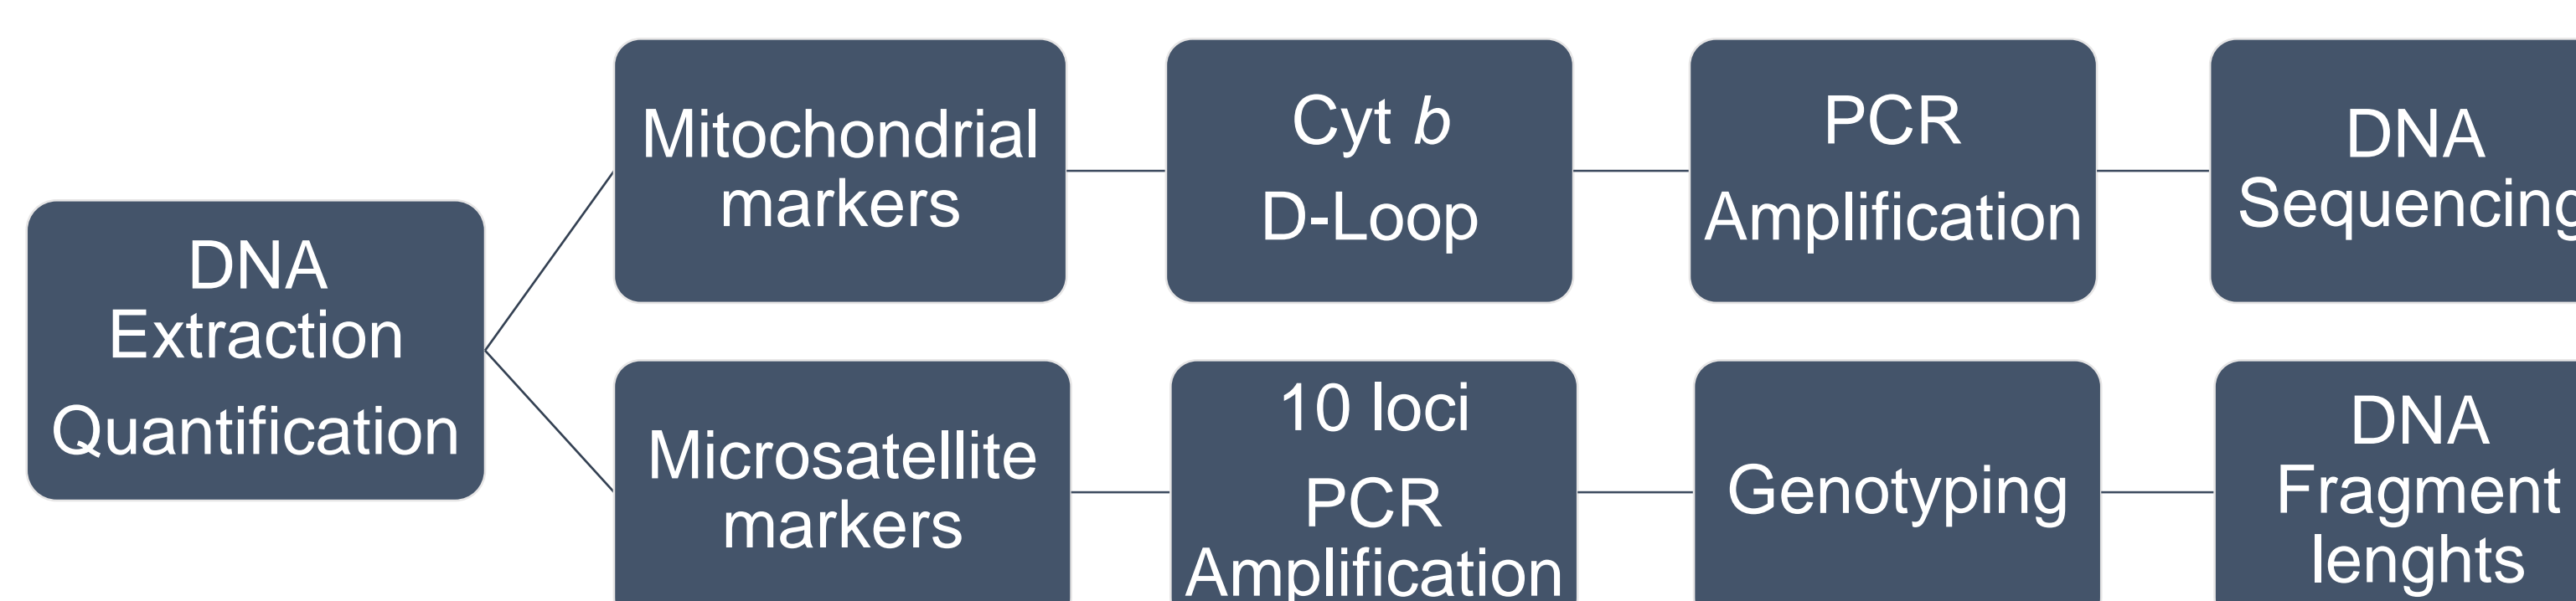 DNA
Extraction
Quantification
Mitochondrial
markers
Cyt b
D-Loop
PCR
Amplification
DNA
Sequencing
Microsatellite
markers
10 loci
PCR
Amplification
Genotyping
DNA
Fragment
lenghts